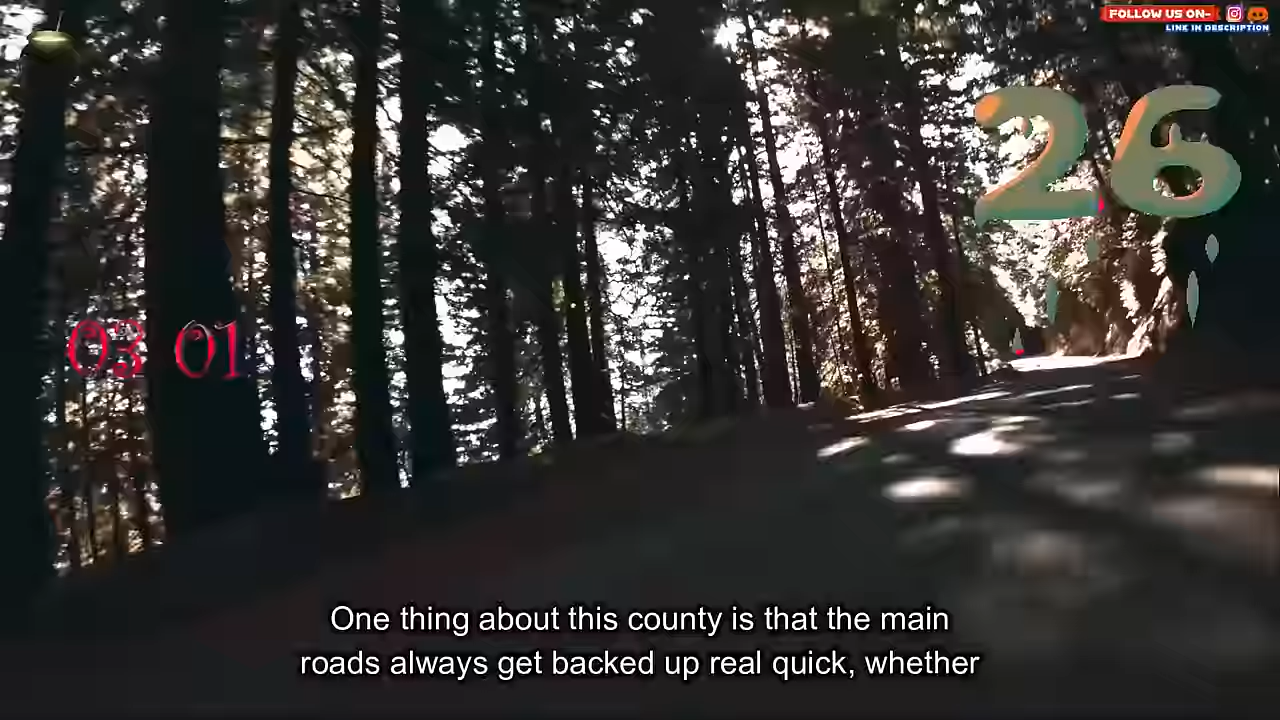 FOLLOW US ON-
LINK IN DESCRIPTION
26
03 01
One thing about this county is that the main
roads always get backed up real quick, whether